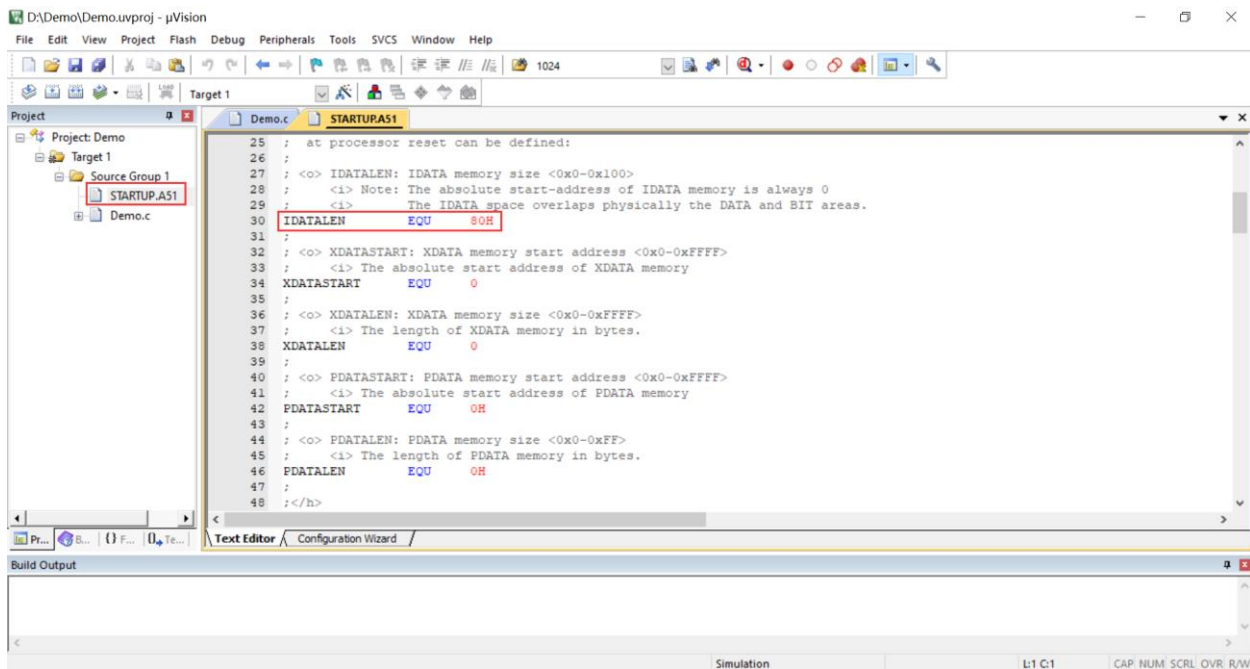 D:\Demo\Demo.uvproj - µVision
File Edit View Project Flash Debug Peripherals Tools SVCS Window Help
1024
LOAD Target 1
Project
Project: Demo
Target 1
Source Group 1
STARTUP.A51
Demo.c
Demo.c STARTUP.A51
25 ;  at processor reset can be defined:
26 ;
27 ; <o> IDATALEN: IDATA memory size <0x0-0x100>
28 ;     <i> Note: The absolute start-address of IDATA memory is always 0
29 ;     <i>       The IDATA space overlaps physically the DATA and BIT areas.
30 IDATALEN        EQU     80H
31 ;
32 ; <o> XDATASTART: XDATA memory start address <0x0-0xFFFF>
33 ;     <i> The absolute start address of XDATA memory
34 XDATASTART      EQU     0
35 ;
36 ; <o> XDATALEN: XDATA memory size <0x0-0xFFFF>
37 ;     <i> The length of XDATA memory in bytes.
38 XDATALEN        EQU     0
39 ;
40 ; <o> PDATASTART: PDATA memory start address <0x0-0xFFFF>
41 ;     <i> The absolute start address of PDATA memory
42 PDATASTART      EQU     0H
43 ;
44 ; <o> PDATALEN: PDATA memory size <0x0-0xFF>
45 ;     <i> The length of PDATA memory in bytes.
46 PDATALEN        EQU     0H
47 ;
48 ;</h>
Pr... B... {} F... 0 Te...
Text Editor Configuration Wizard
Build Output
Simulation L:1 C:1 CAP NUM SCRL OVR R/W